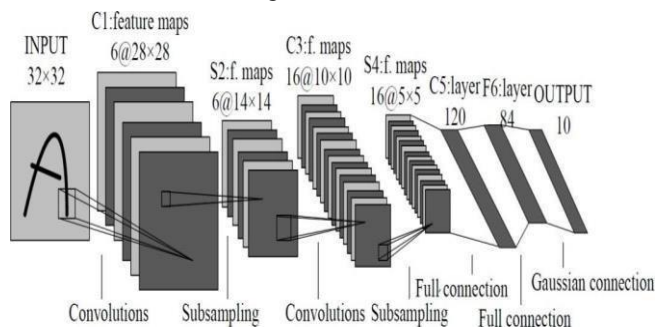 INPUT
32×32
C1:feature maps
6@28×28
S2:f. maps
6@14×14
C3:f. maps
16@10×10
S4:f. maps
16@5×5
C5:layer
120
F6:layer
84
OUTPUT
10
Convolutions
Subsampling
Convolutions
Subsampling
Full connection
Full connection
Gaussian connection
A